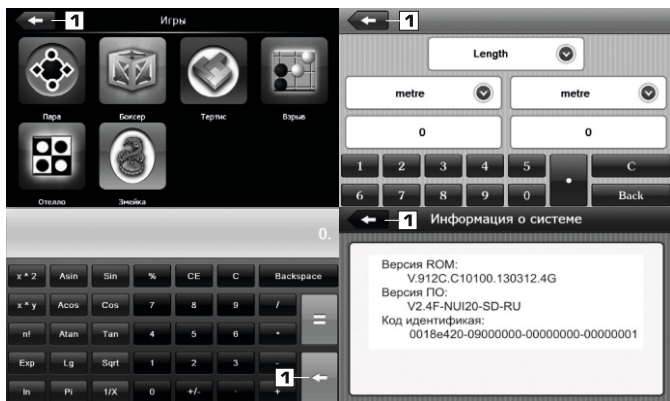 1
Игры
Пара
Боксер
Тертис
Взрыв
Отелло
Змейка
1
Length
metre
metre
0
0
1 2 3 4 5 . C
6 7 8 9 0 Back
0.
x^2 Asin Sin % CE C Backspace
x^y Acos Cos 7 8 9 / =
n! Atan Tan 4 5 6 *
Exp Lg Sqrt 1 2 3 -
1
In Pi 1/X 0 +/- . +
1
Информация о системе
Версия ROM:
V.912C.C10100.130312.4G
Версия ПО:
V2.4F-NUI20-SD-RU
Код идентификая:
0018e420-09000000-00000000-00000001